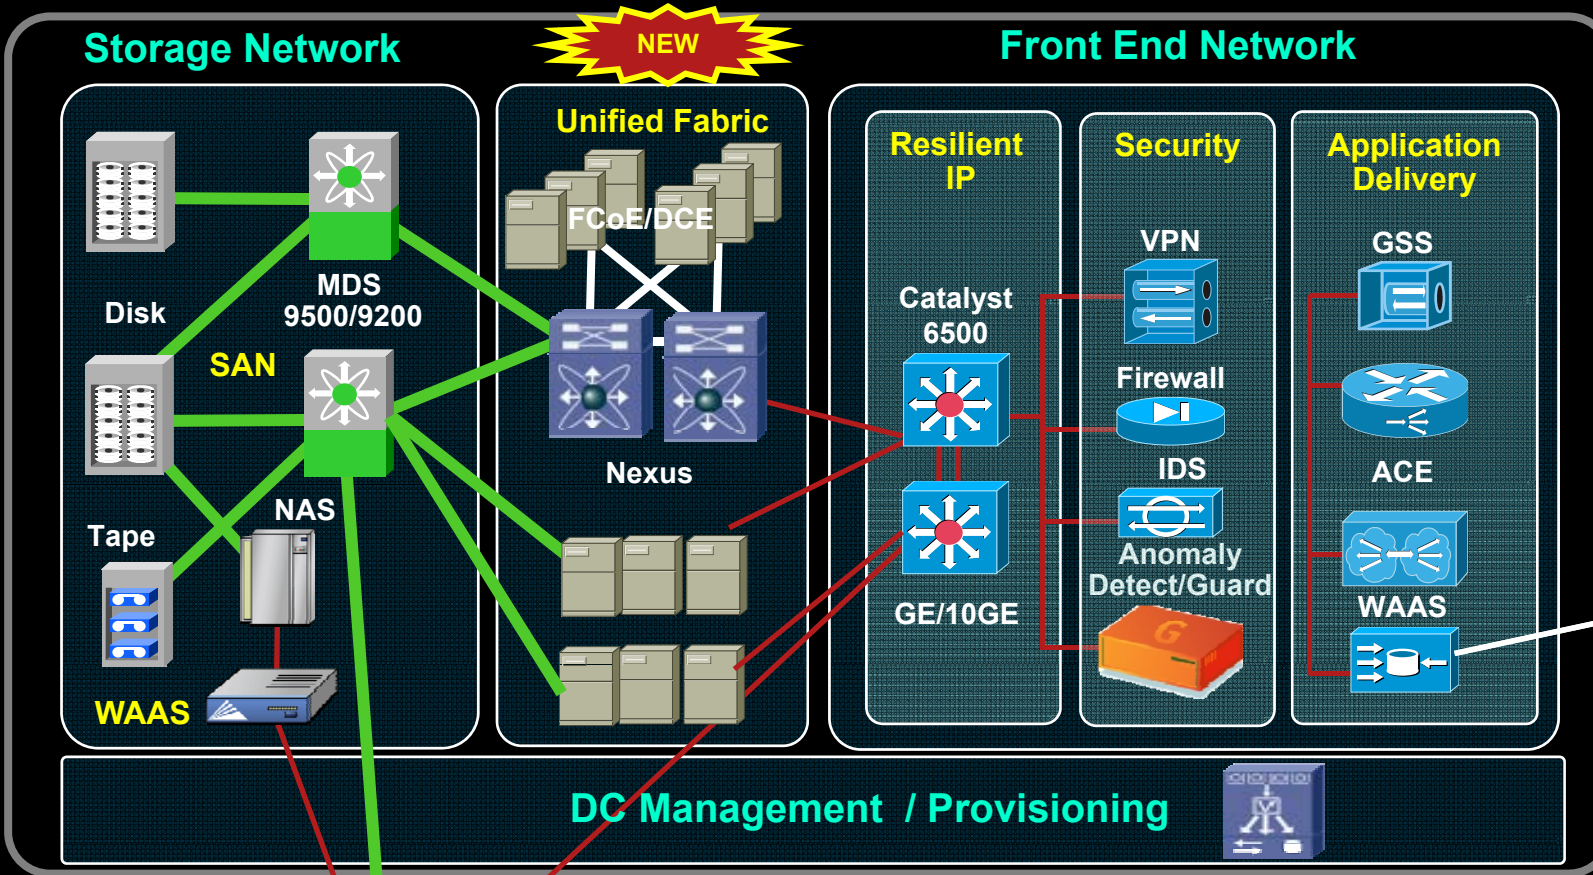 Storage Network
NEW
Front End Network
Unified Fabric
FCoE/DCE
Nexus
MDS
9500/9200
Disk
SAN
NAS
Tape
WAAS
Resilient
IP
Catalyst
6500
GE/10GE
Security
VPN
Firewall
IDS
Anomaly
Detect/Guard
G
Application
Delivery
GSS
ACE
WAAS
DC Management / Provisioning